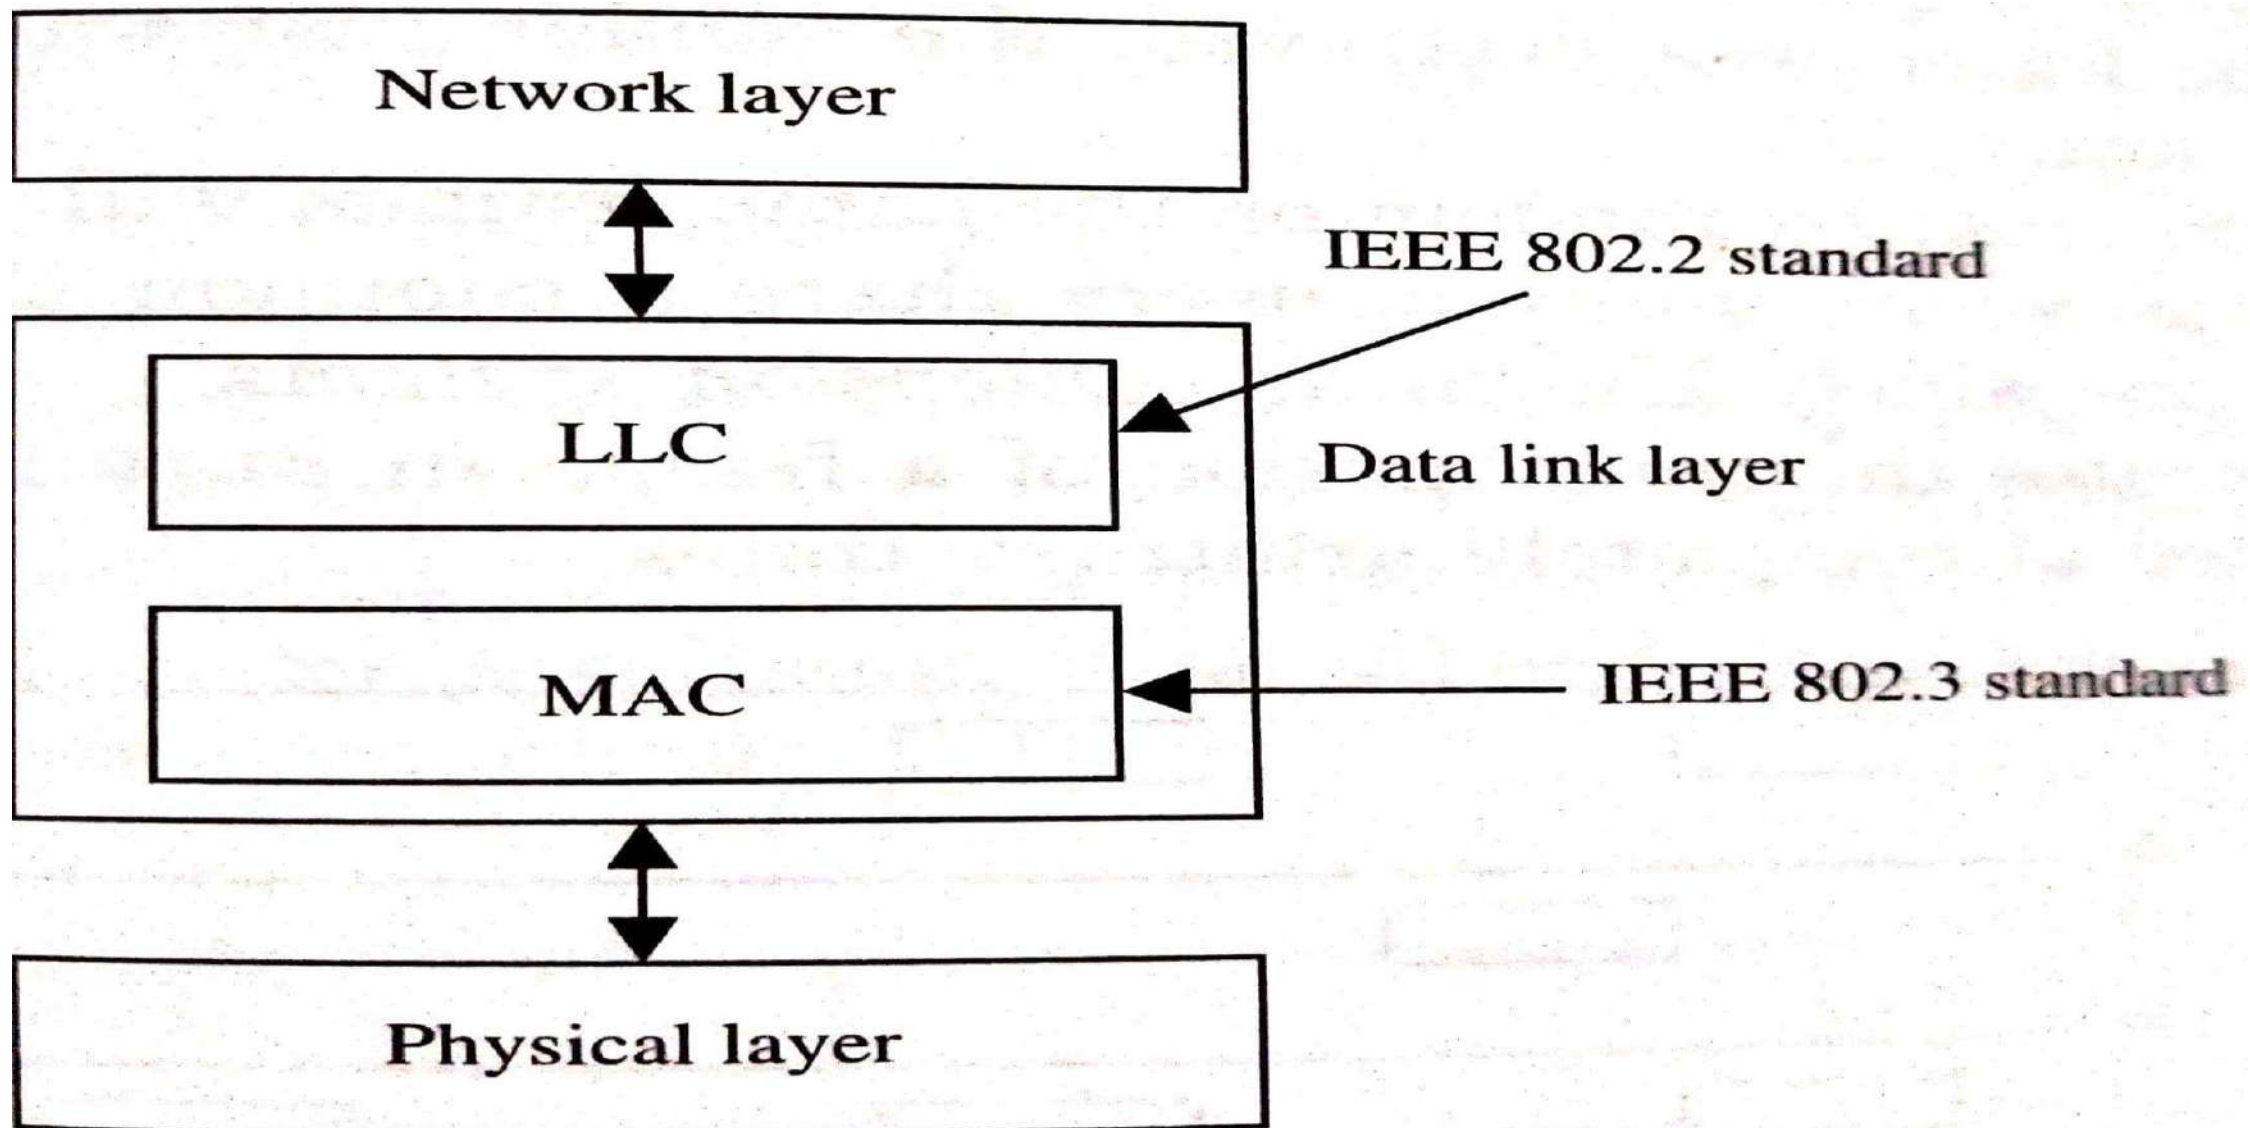 Network layer
IEEE 802.2 standard
LLC
Data link layer
MAC
IEEE 802.3 standard
Physical layer